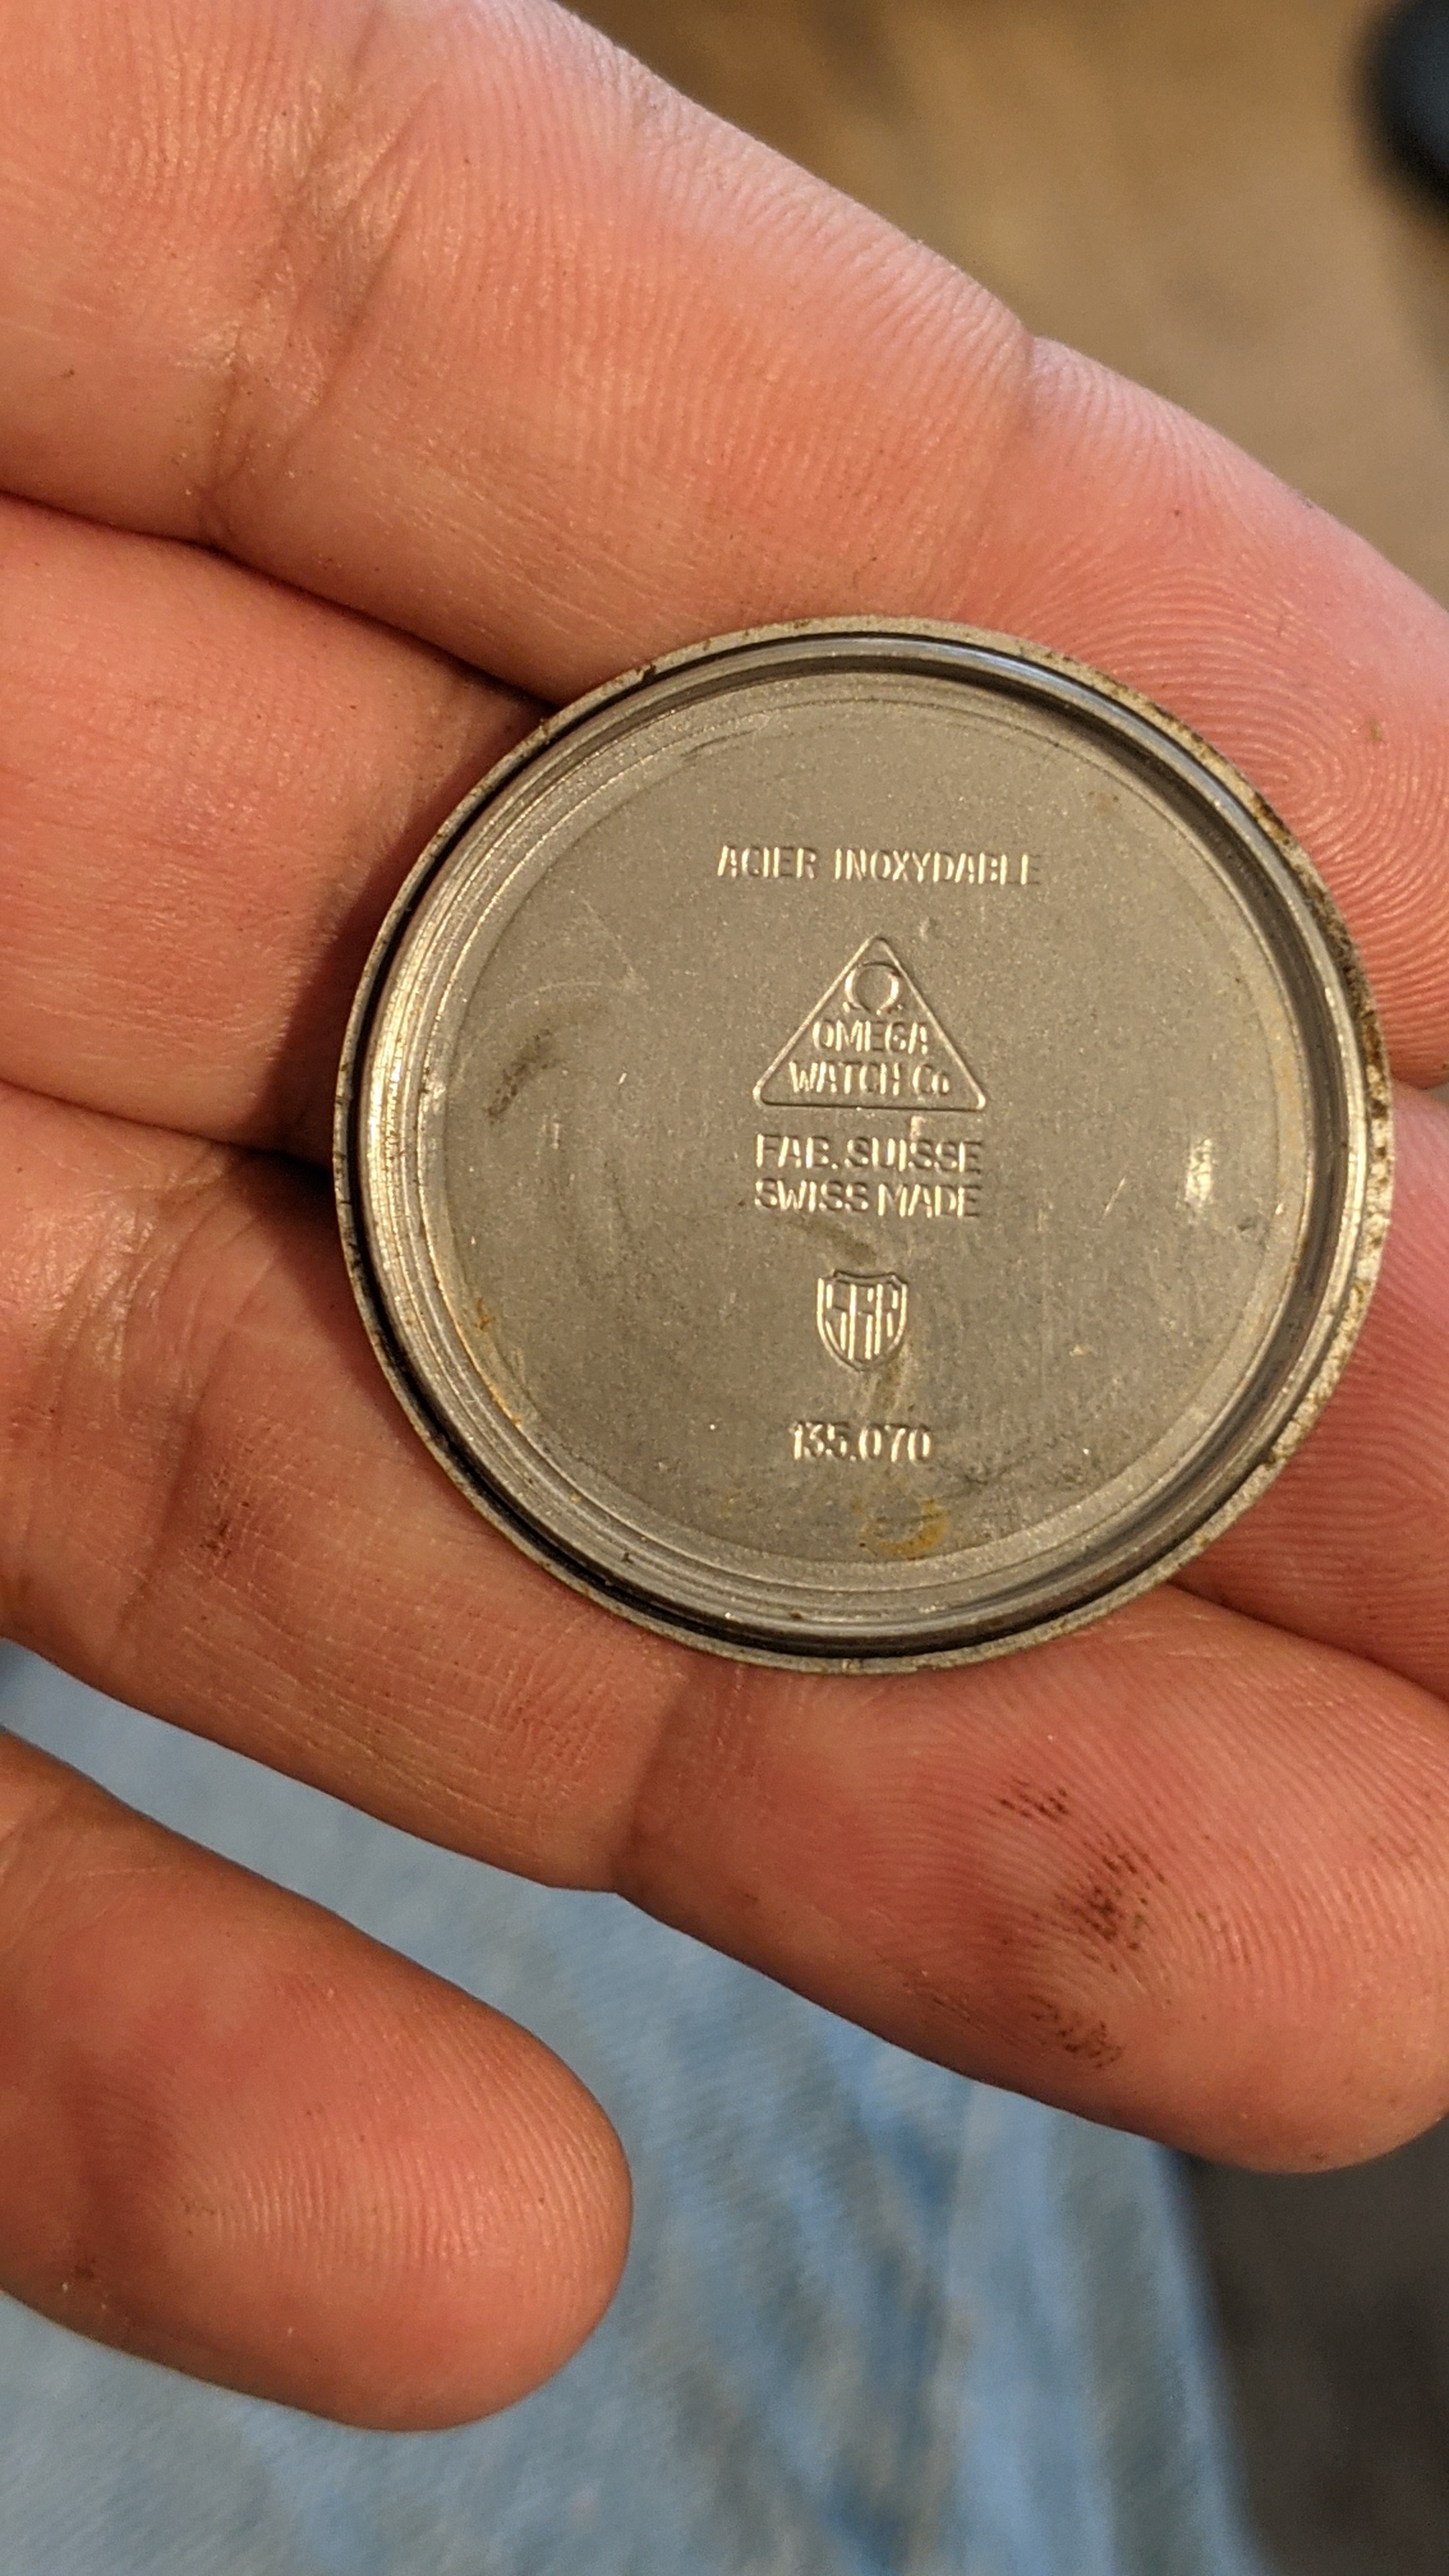 ACIER INOXYDABLE
Ω
OMEGA
WATCH Co
FAB. SUISSE
SWISS MADE
135.070